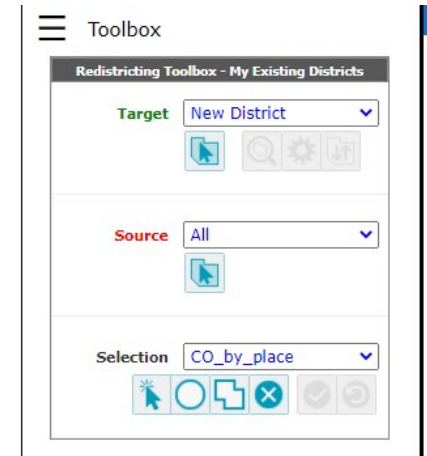 Toolbox
Redistricting Toolbox - My Existing Districts
Target New District
Source All
Selection CO_by_place